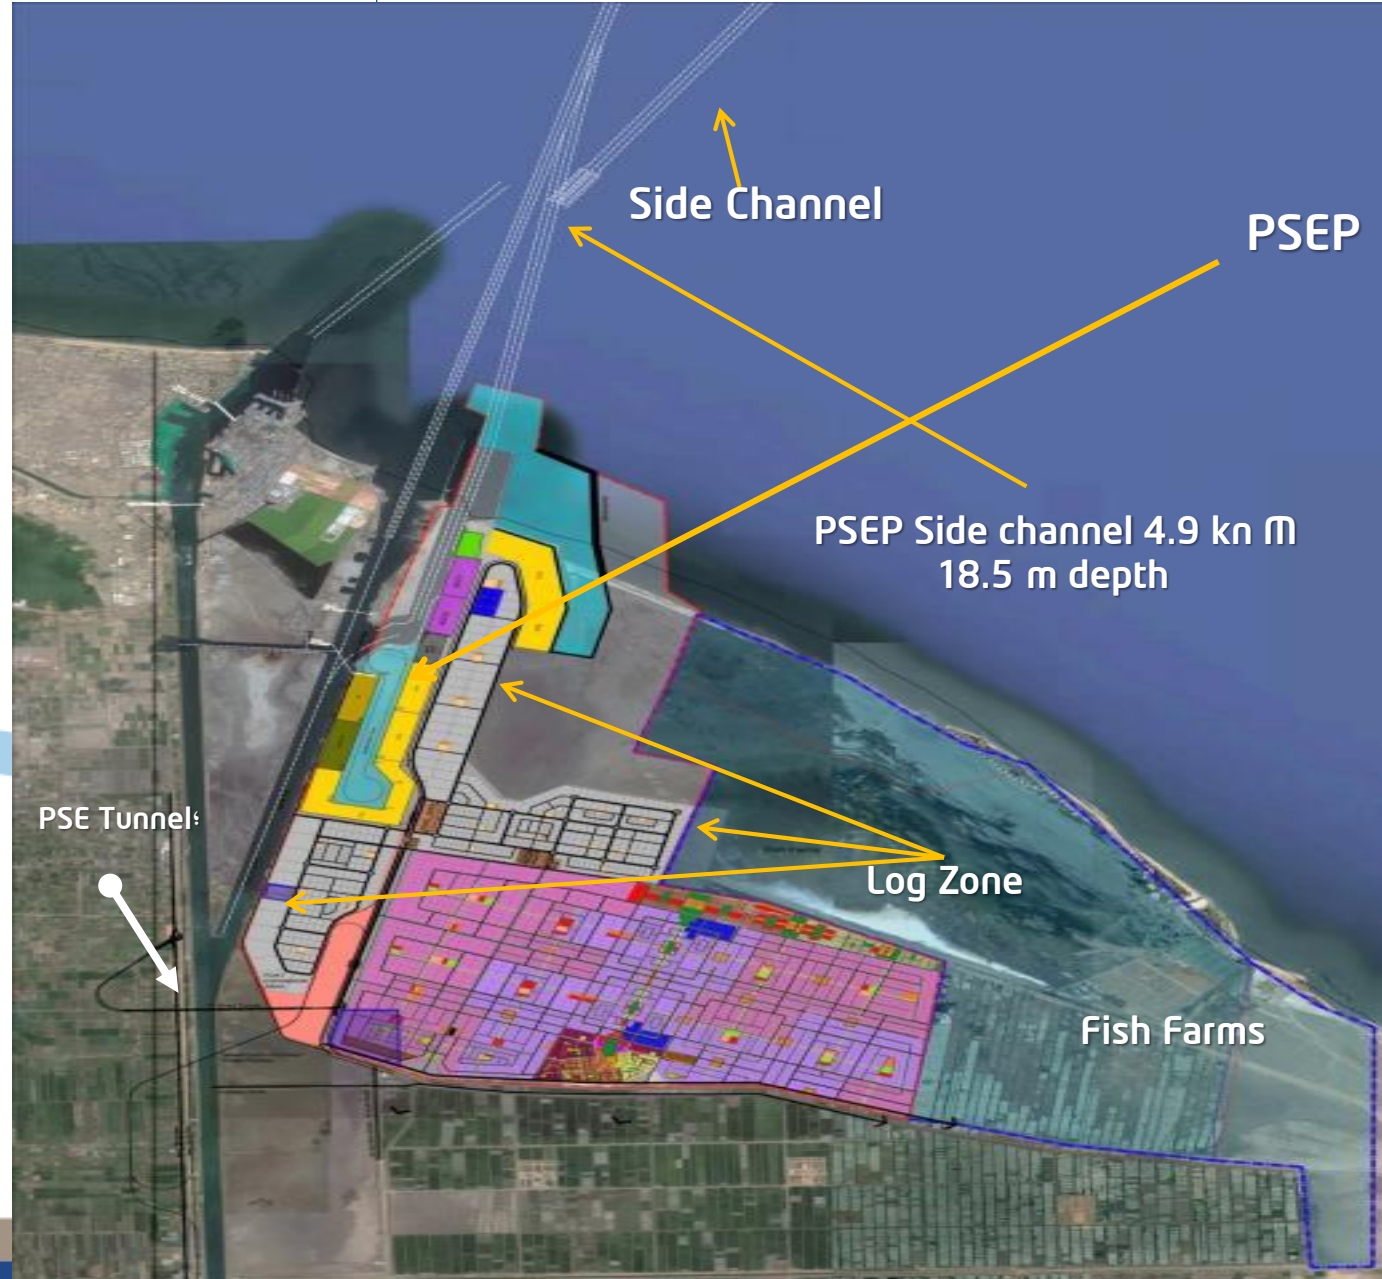 Side Channel
PSEP
PSEP Side channel 4.9 kn M
18.5 m depth
PSE Tunnel
Log Zone
Fish Farms